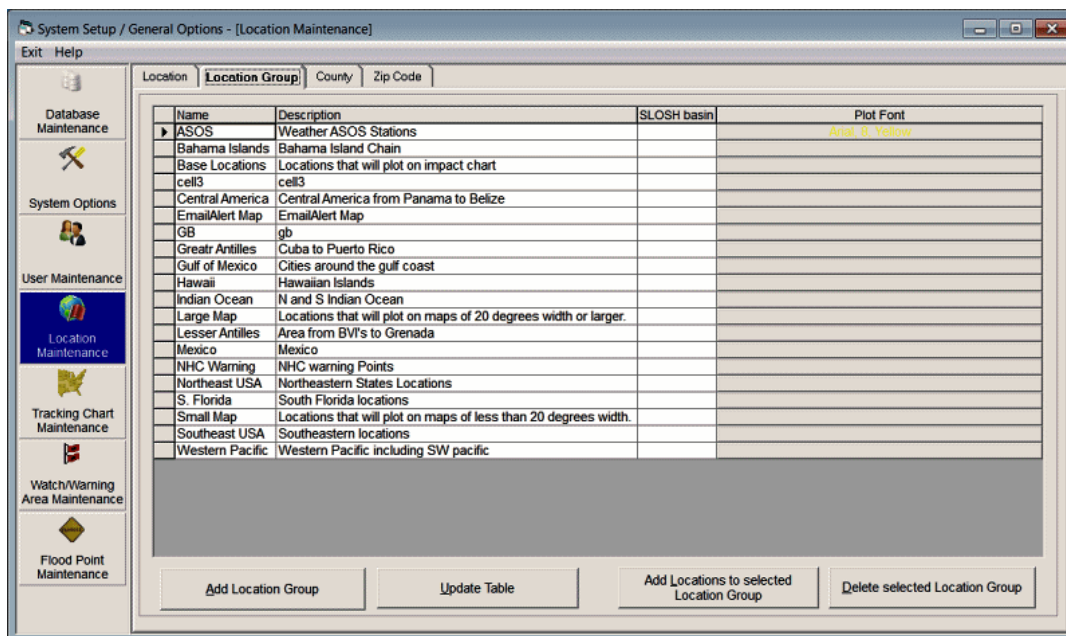 System Setup / General Options - [Location Maintenance]
Exit Help
Database
Maintenance
System Options
User Maintenance
Location
Maintenance
Tracking Chart
Maintenance
Watch/Warning
Area Maintenance
Flood Point
Maintenance
Location Location Group County Zip Code
Name Description SLOSH basin Plot Font
ASOS Weather ASOS Stations Arial, 8, Yellow
Bahama Islands Bahama Island Chain
Base Locations Locations that will plot on impact chart
cell3 cell3
Central America Central America from Panama to Belize
EmailAlert Map EmailAlert Map
GB gb
Greatr Antilles Cuba to Puerto Rico
Gulf of Mexico Cities around the gulf coast
Hawaii Hawaiian Islands
Indian Ocean N and S Indian Ocean
Large Map Locations that will plot on maps of 20 degrees width or larger.
Lesser Antilles Area from BVI's to Grenada
Mexico Mexico
NHC Warning NHC warning Points
Northeast USA Northeastern States Locations
S. Florida South Florida locations
Small Map Locations that will plot on maps of less than 20 degrees width.
Southeast USA Southeastern locations
Western Pacific Western Pacific including SW pacific
Add Location Group Update Table Add Locations to selected
Location Group Delete selected Location Group